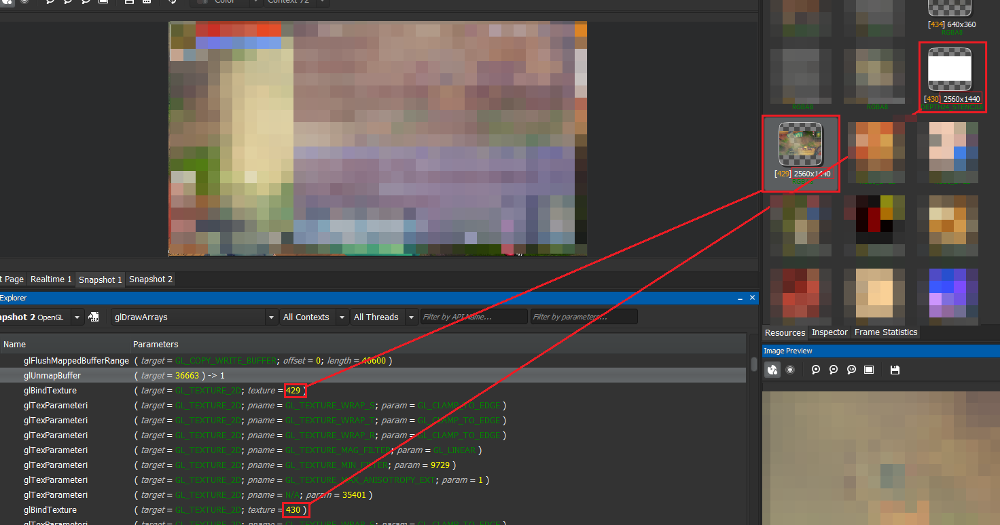 Color
Context 72
[434] 640x360
RGBA8
RGBA8
RGBA8
[430] 2560x1440
DEPTH24_STENCIL8
[429] 2560x1440
t Page
Realtime 1
Snapshot 1
Snapshot 2
Explorer
pshot 2 OpenGL
glDrawArrays
All Contexts
All Threads
Filter by API Name...
Filter by parameters...
Name Parameters
glFlushMappedBufferRange ( target = GL_COPY_WRITE_BUFFER; offset = 0; length = 40600 )
glUnmapBuffer ( target = 36663 ) -> 1
glBindTexture ( target = GL_TEXTURE_2D; texture = 429 )
glTexParameteri ( target = GL_TEXTURE_2D; pname = GL_TEXTURE_WRAP_S; param = GL_CLAMP_TO_EDGE )
glTexParameteri ( target = GL_TEXTURE_2D; pname = GL_TEXTURE_WRAP_T; param = GL_CLAMP_TO_EDGE )
glTexParameteri ( target = GL_TEXTURE_2D; pname = GL_TEXTURE_WRAP_R; param = GL_CLAMP_TO_EDGE )
glTexParameteri ( target = GL_TEXTURE_2D; pname = GL_TEXTURE_MAG_FILTER; param = GL_LINEAR )
glTexParameteri ( target = GL_TEXTURE_2D; pname = GL_TEXTURE_MIN_FILTER; param = 9729 )
glTexParameteri ( target = GL_TEXTURE_2D; pname = GL_TEXTURE_MAX_ANISOTROPY_EXT; param = 1 )
glTexParameteri ( target = GL_TEXTURE_2D; pname = N/A; param = 35401 )
glBindTexture ( target = GL_TEXTURE_2D; texture = 430 )
glTexParameteri ( target = GL_TEXTURE_2D; pname = GL_TEXTURE_WRAP_S; param = GL_CLAMP_TO_EDGE )
Resources
Inspector
Frame Statistics
Image Preview